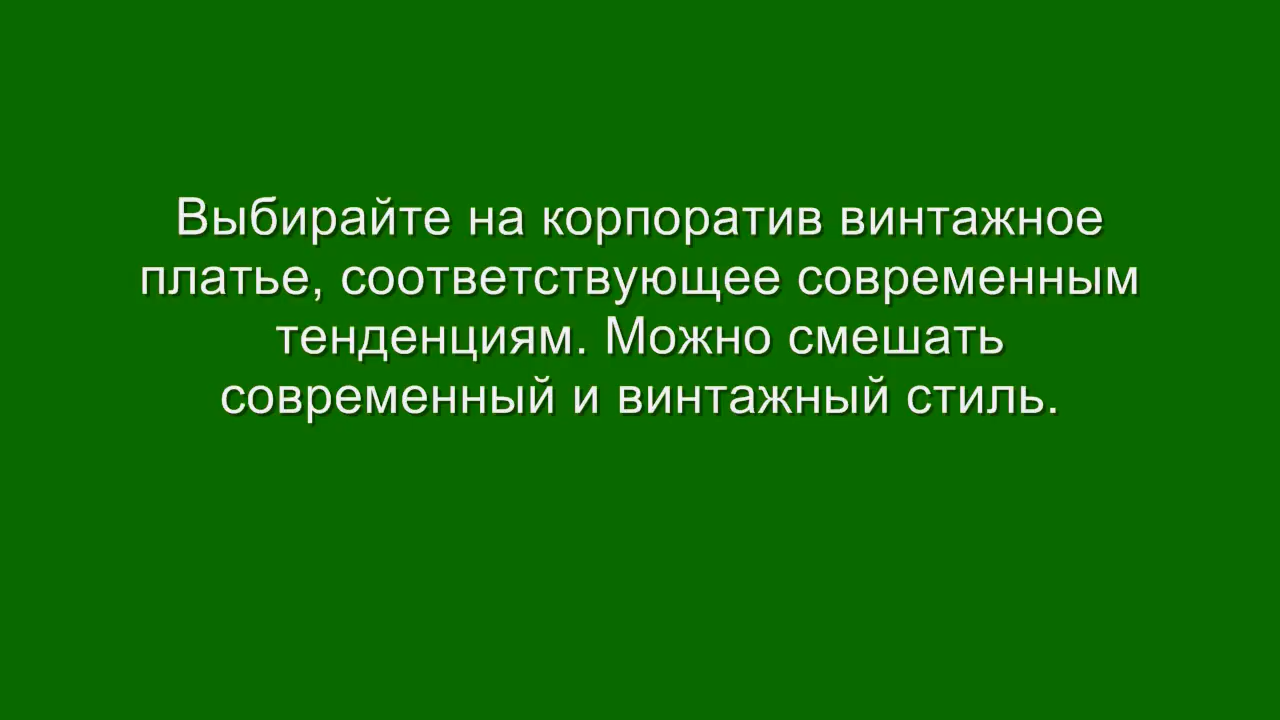 Выбирайте на корпоратив винтажное
платье, соответствующее современным
тенденциям. Можно смешать
современный и винтажный стиль.